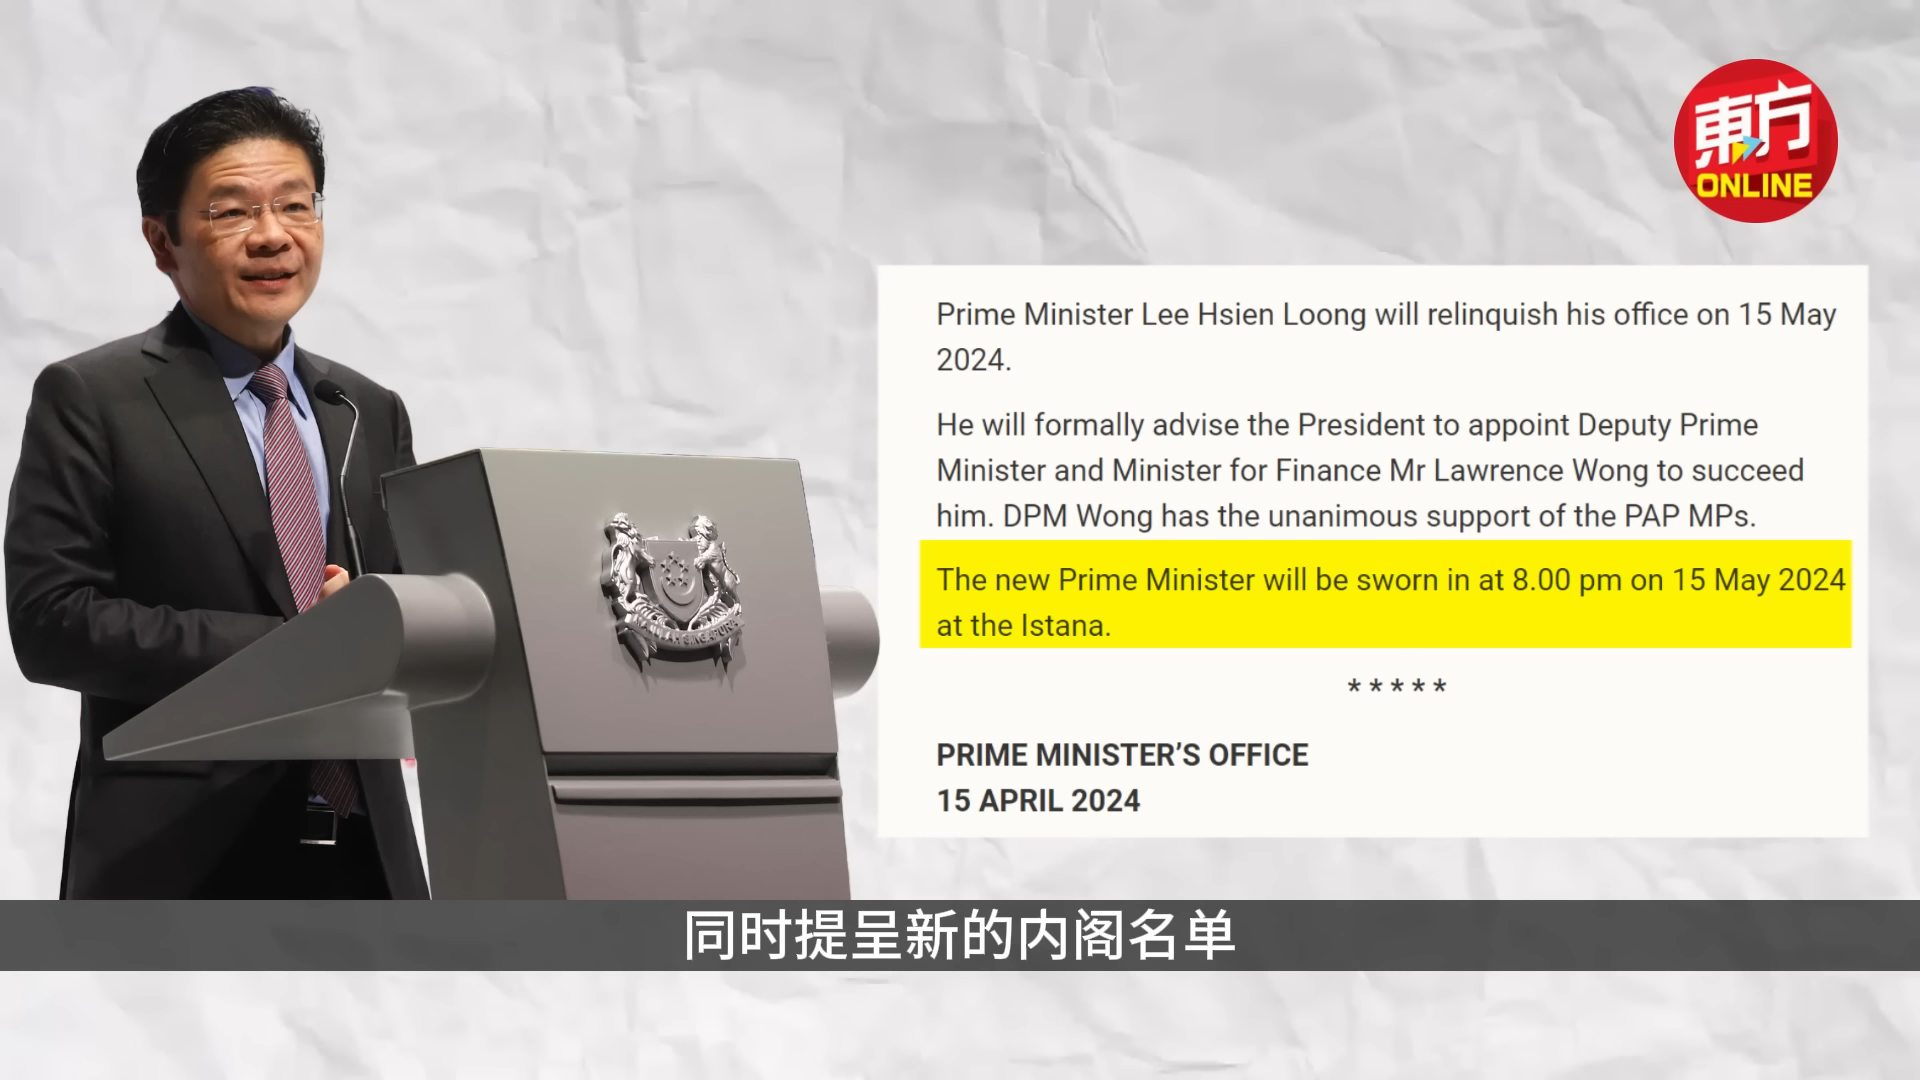 東方
ONLINE
Prime Minister Lee Hsien Loong will relinquish his office on 15 May
2024.
He will formally advise the President to appoint Deputy Prime
Minister and Minister for Finance Mr Lawrence Wong to succeed
him. DPM Wong has the unanimous support of the PAP MPs.
The new Prime Minister will be sworn in at 8.00 pm on 15 May 2024
at the Istana.
* * * * *
PRIME MINISTER’S OFFICE
15 APRIL 2024
MAJULAH SINGAPURA
同时提呈新的内阁名单